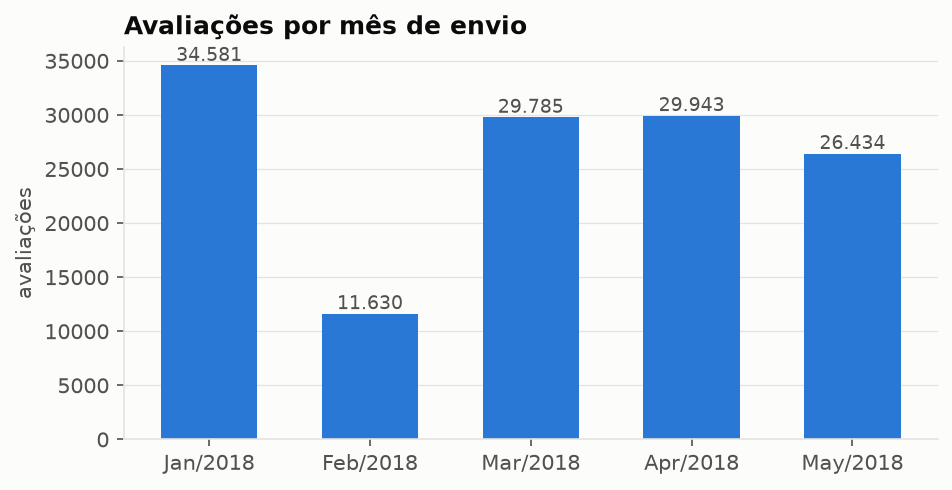 Avaliações por mês de envio
avaliações
35000
30000
25000
20000
15000
10000
5000
0
34.581
11.630
29.785
29.943
26.434
Jan/2018
Feb/2018
Mar/2018
Apr/2018
May/2018